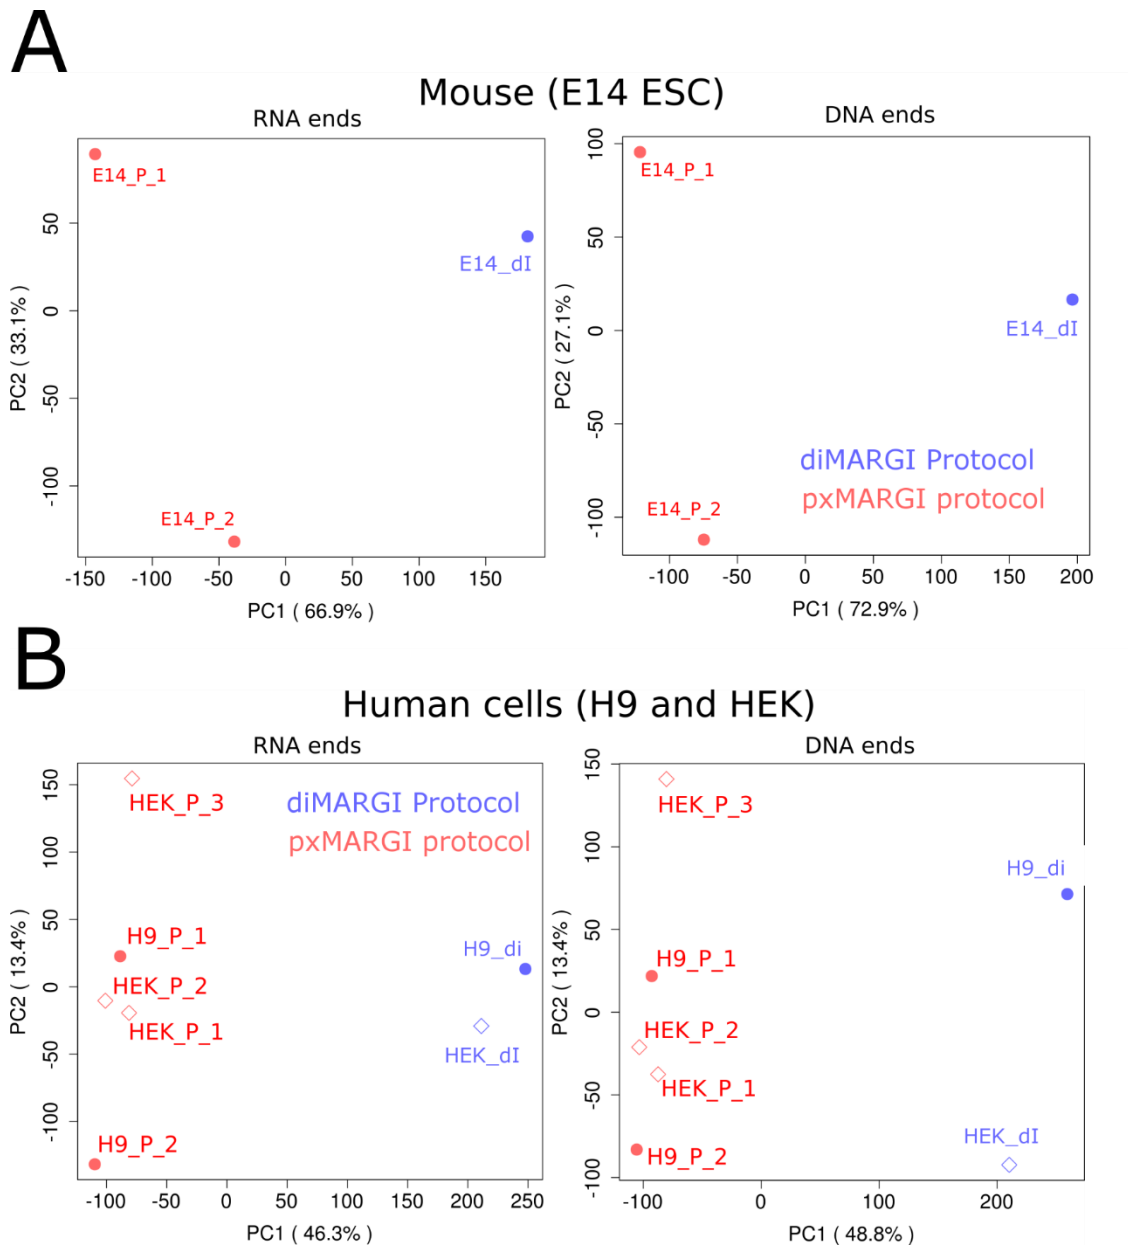 A
Mouse (E14 ESC)
RNA ends
DNA ends
E14_P_1
E14_dI
E14_P_2
50
0
-50
-100
PC2 ( 33.1% )
-150
-100
-50
0
50
100
150
PC1 ( 66.9% )
E14_P_1
E14_dI
diMARGI Protocol
pxMARGI protocol
E14_P_2
100
50
0
-50
-100
PC2 ( 27.1% )
-100
-50
0
50
100
150
200
PC1 ( 72.9% )
B
Human cells (H9 and HEK)
RNA ends
DNA ends
HEK_P_3
diMARGI Protocol
pxMARGI protocol
H9_P_1
H9_di
HEK_P_2
HEK_P_1
HEK_dI
H9_P_2
150
100
50
0
-50
-100
PC2 ( 13.4% )
-100
-50
0
50
100
150
200
250
PC1 ( 46.3% )
HEK_P_3
H9_di
H9_P_1
HEK_P_2
HEK_P_1
HEK_dI
H9_P_2
150
100
50
0
-50
-100
PC2 ( 13.4% )
-100
0
100
200
PC1 ( 48.8% )